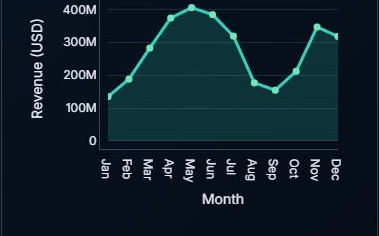 Revenue (USD)
400M
300M
200M
100M
0
Jan
Feb
Mar
Apr
May
Jun
Jul
Aug
Sep
Oct
Nov
Dec
Month